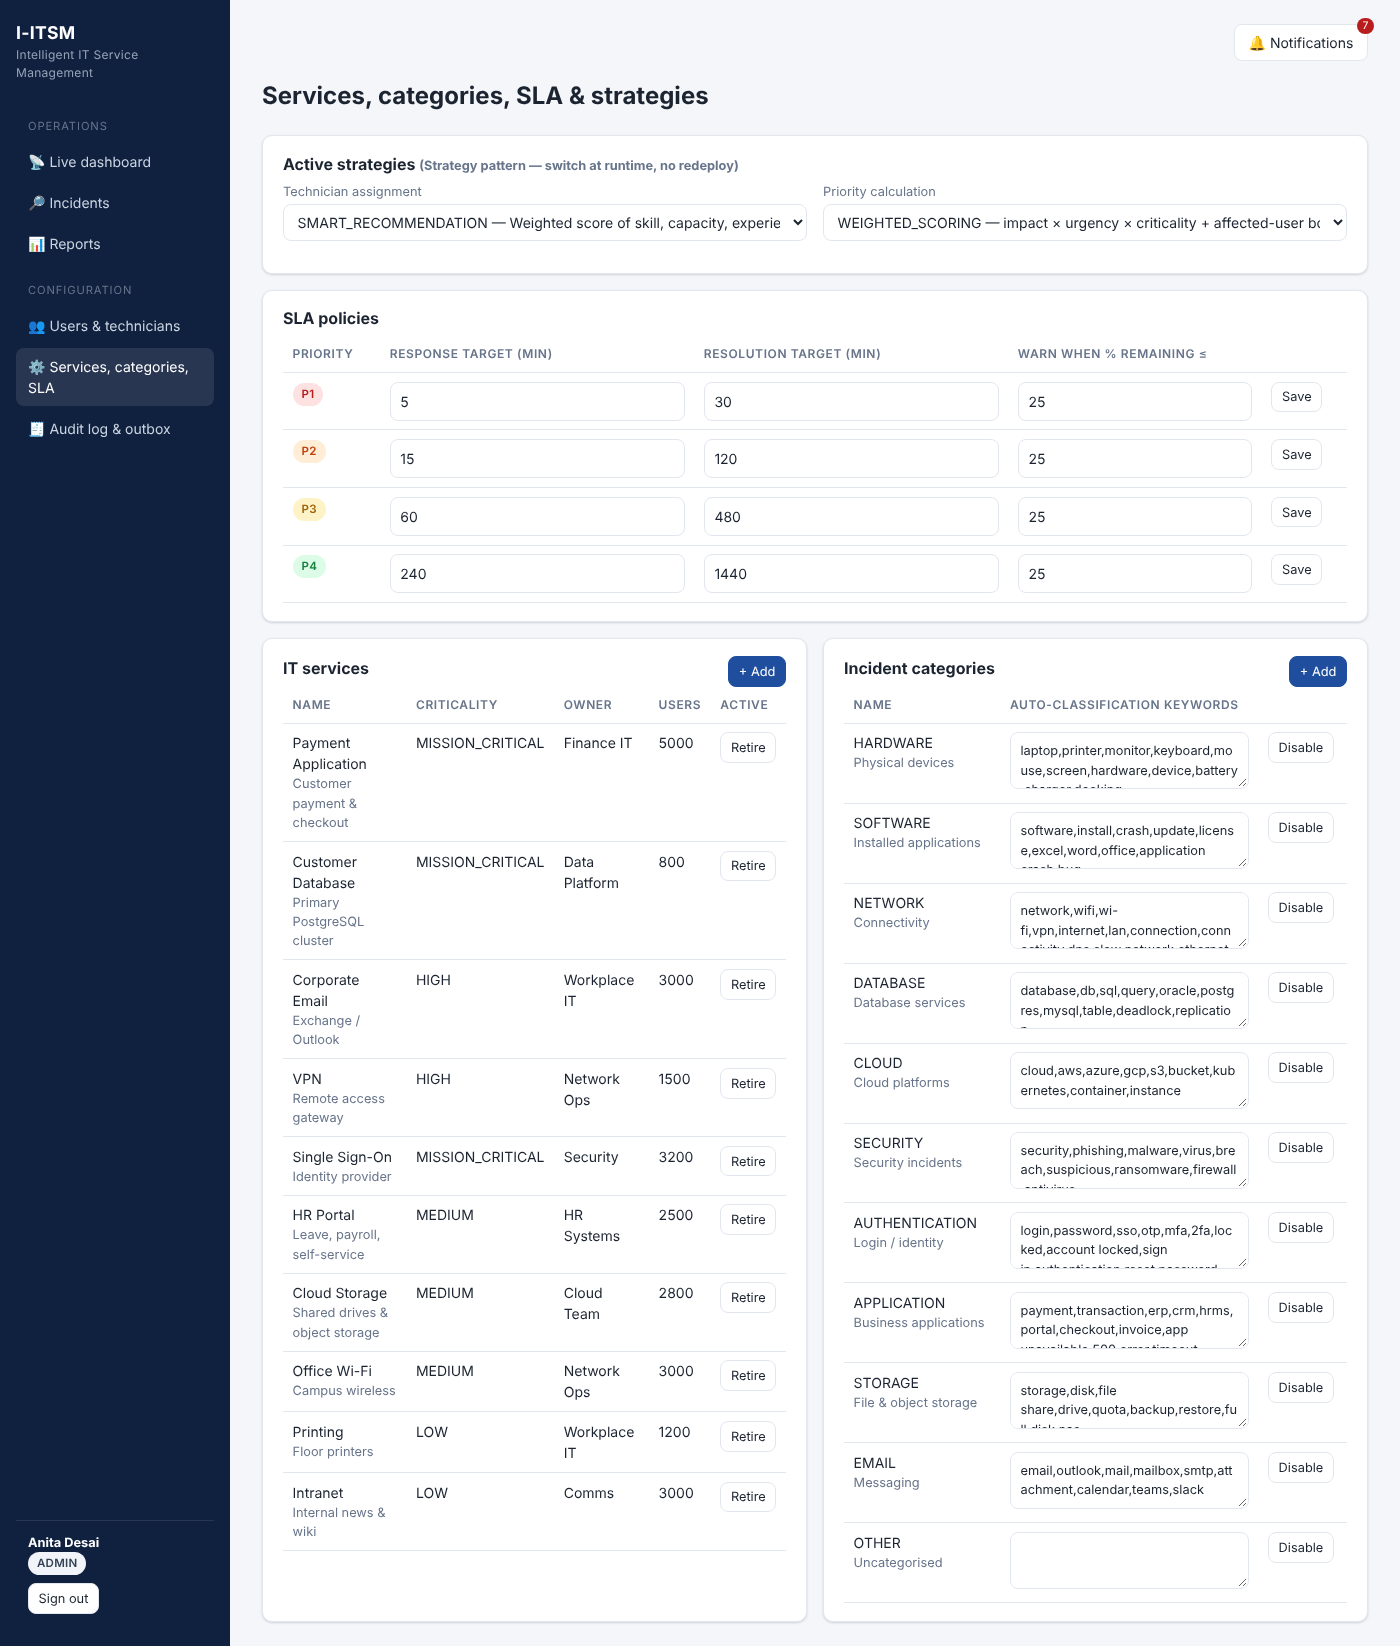 I-ITSM
Intelligent IT Service
Management
OPERATIONS
📡 Live dashboard
🔎 Incidents
📊 Reports
CONFIGURATION
👥 Users & technicians
⚙️ Services, categories,
SLA
🧾 Audit log & outbox
Anita Desai
ADMIN
Sign out
🔔 Notifications
7
Services, categories, SLA & strategies
Active strategies (Strategy pattern — switch at runtime, no redeploy)
Technician assignment
SMART_RECOMMENDATION — Weighted score of skill, capacity, experie
Priority calculation
WEIGHTED_SCORING — impact × urgency × criticality + affected-user
SLA policies
PRIORITY RESPONSE TARGET (MIN) RESOLUTION TARGET (MIN) WARN WHEN % REMAINING ≤
P1 5 30 25 Save
P2 15 120 25 Save
P3 60 480 25 Save
P4 240 1440 25 Save
IT services
+ Add
NAME CRITICALITY OWNER USERS ACTIVE
Payment MISSION_CRITICAL Finance IT 5000 Retire
Application
Customer
payment &
checkout
Customer MISSION_CRITICAL Data 800 Retire
Database Platform
Primary
PostgreSQL
cluster
Corporate HIGH Workplace 3000 Retire
Email IT
Exchange /
Outlook
VPN HIGH Network 1500 Retire
Remote access Ops
gateway
Single Sign-On MISSION_CRITICAL Security 3200 Retire
Identity provider
HR Portal MEDIUM HR 2500 Retire
Leave, payroll, Systems
self-service
Cloud Storage MEDIUM Cloud 2800 Retire
Shared drives & Team
object storage
Office Wi-Fi MEDIUM Network 3000 Retire
Campus wireless Ops
Printing LOW Workplace 1200 Retire
Floor printers IT
Intranet LOW Comms 3000 Retire
Internal news &
wiki
Incident categories
+ Add
NAME AUTO-CLASSIFICATION KEYWORDS
HARDWARE laptop,printer,monitor,keyboard,mo Disable
Physical devices use,screen,hardware,device,battery
SOFTWARE software,install,crash,update,licens Disable
Installed applications e,excel,word,office,application
NETWORK network,wifi,wi- Disable
Connectivity fi,vpn,internet,lan,connection,conn
DATABASE database,db,sql,query,oracle,postg Disable
Database services res,mysql,table,deadlock,replicatio
CLOUD cloud,aws,azure,gcp,s3,bucket,kub Disable
Cloud platforms ernetes,container,instance
SECURITY security,phishing,malware,virus,bre Disable
Security incidents ach,suspicious,ransomware,firewall
AUTHENTICATION login,password,sso,otp,mfa,2fa,loc Disable
Login / identity ked,account locked,sign
APPLICATION payment,transaction,erp,crm,hrms, Disable
Business applications portal,checkout,invoice,app
STORAGE storage,disk,file Disable
File & object storage share,drive,quota,backup,restore,fu
EMAIL email,outlook,mail,mailbox,smtp,att Disable
Messaging achment,calendar,teams,slack
OTHER Disable
Uncategorised